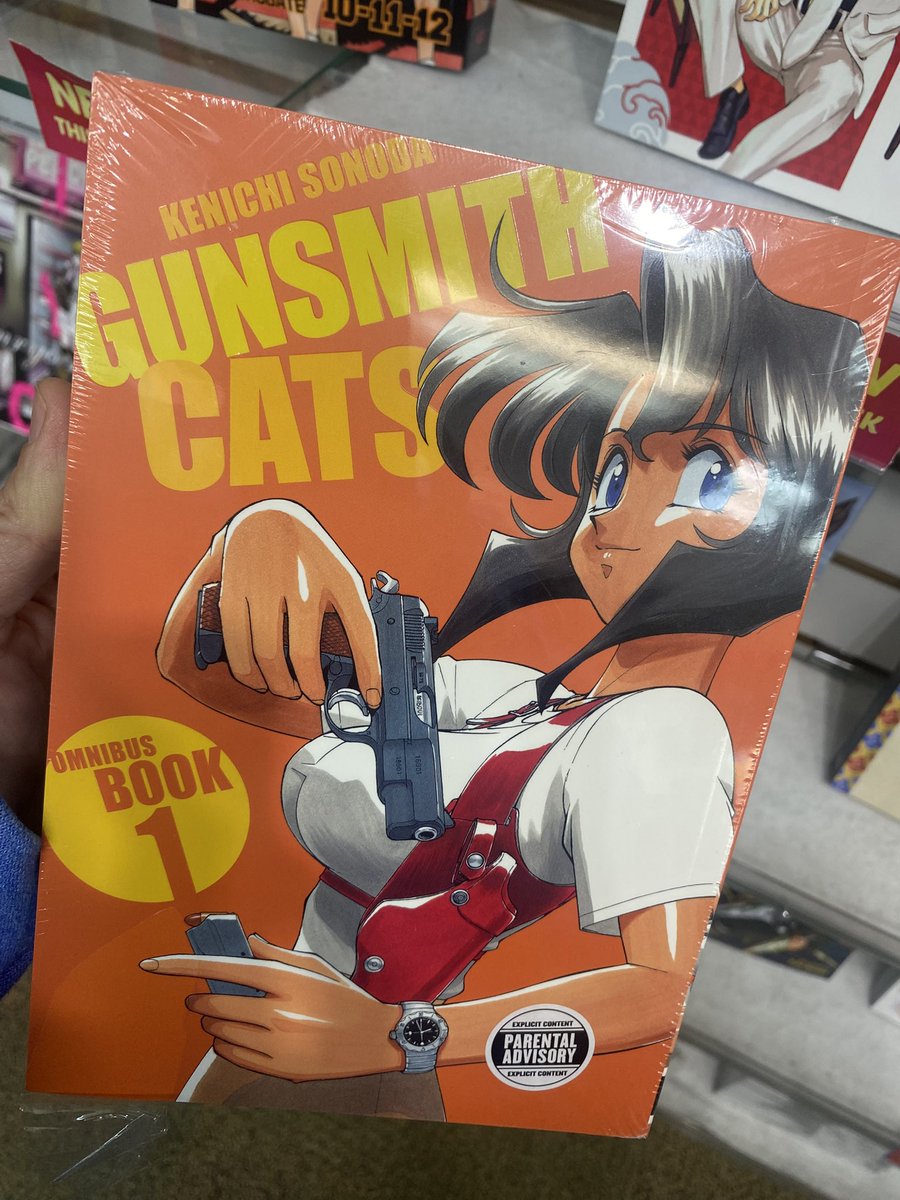 10-11-12
KENICHI SONODA
GUNSMITH
CATS
OMNIBUS
BOOK
1
EXPLICIT CONTENT
PARENTAL
ADVISORY
EXPLICIT CONTENT